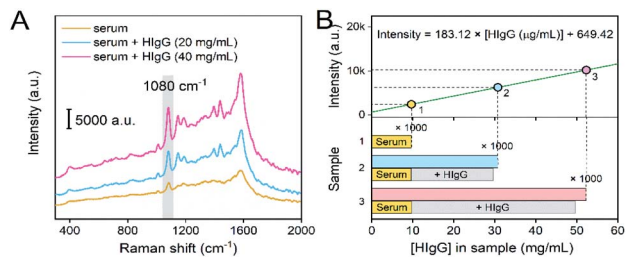 A
serum
serum + HIgG (20 mg/mL)
serum + HIgG (40 mg/mL)
1080 cm⁻¹
5000 a.u.
Intensity (a.u.)
400 800 1200 1600 2000
Raman shift (cm⁻¹)
B
Intensity = 183.12 × [HIgG (μg/mL)] + 649.42
Intensity (a.u.)
20k
10k
0
1
2
3
× 1000
× 1000
× 1000
Sample
1 Serum
2 Serum + HIgG
3 Serum + HIgG
0 10 20 30 40 50 60
[HIgG] in sample (mg/mL)